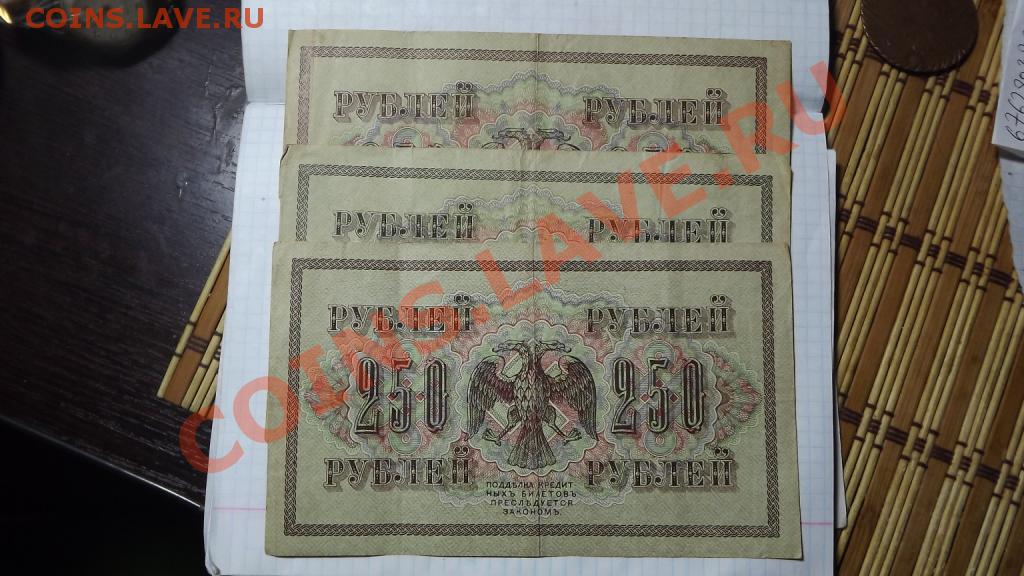 COINS.LAVE.RU
РУБЛЕЙ РУБЛЕЙ
РУБЛЕЙ РУБЛЕЙ
РУБЛЕЙ РУБЛЕЙ
250 250
РУБЛЕЙ РУБЛЕЙ
ПОДДѢЛКА КРЕДИТ
НЫХЪ БИЛЕТОВЪ
ПРЕСЛѢДУЕТСЯ
ЗАКОНОМЪ.
COINS.LAVE.RU